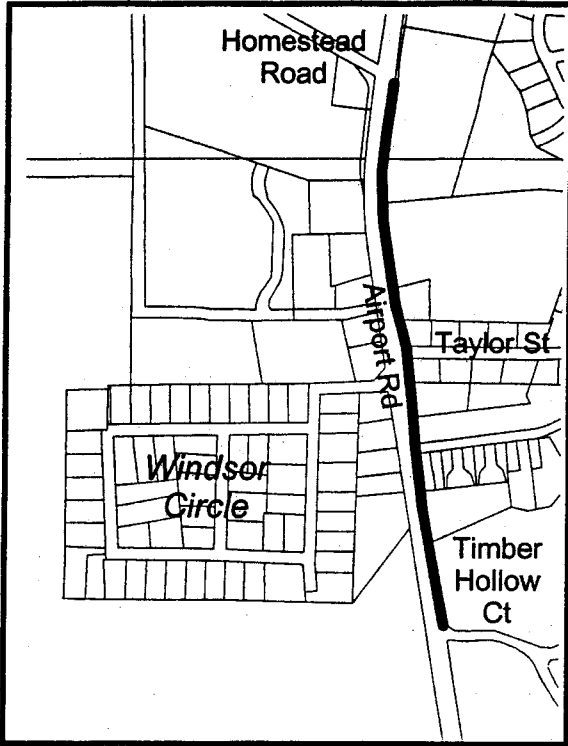 Homestead
Road
Airport Rd
Taylor St
Windsor
Circle
Timber
Hollow
Ct